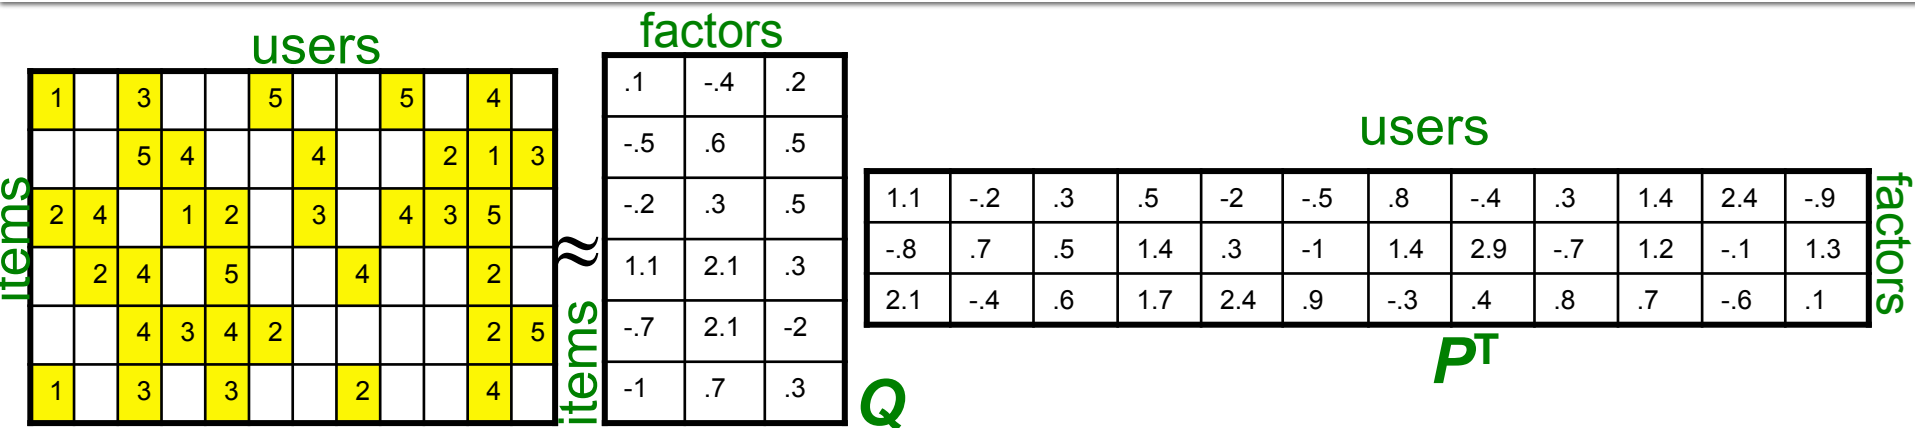 users
items
1 3 5 5 4
5 4 4 2 1 3
2 4 1 2 3 4 3 5
2 4 5 4 2
4 3 4 2 2 5
1 3 3 2 4
≈
factors
items
.1 -.4 .2
-.5 .6 .5
-.2 .3 .5
1.1 2.1 .3
-.7 2.1 -2
-1 .7 .3
Q
users
1.1 -.2 .3 .5 -2 -.5 .8 -.4 .3 1.4 2.4 -.9
-.8 .7 .5 1.4 .3 -1 1.4 2.9 -.7 1.2 -.1 1.3
2.1 -.4 .6 1.7 2.4 .9 -.3 .4 .8 .7 -.6 .1
factors
PT